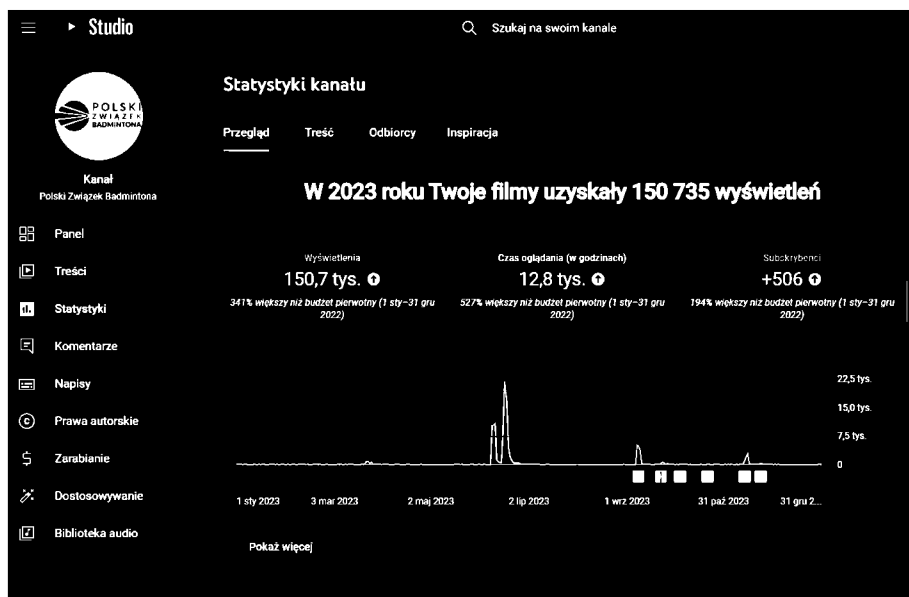 Studio
Szukaj na swoim kanale
POLSKI
ZWIĄZEK
BADMINTONA
Kanał
Polski Związek Badmintona
Panel
Treści
Statystyki
Komentarze
Napisy
Prawa autorskie
Zarabianie
Dostosowywanie
Biblioteka audio
Statystyki kanału
Przegląd Treść Odbiorcy Inspiracja
W 2023 roku Twoje filmy uzyskały 150 735 wyświetleń
Wyświetlenia
150,7 tys.
341% większy niż budżet pierwotny (1 sty–31 gru
2022)
Czas oglądania (w godzinach)
12,8 tys.
527% większy niż budżet pierwotny (1 sty–31 gru
2022)
Subskrybenci
+506
194% większy niż budżet pierwotny (1 sty–31 gru
2022)
22,5 tys.
15,0 tys.
7,5 tys.
0
1 sty 2023 3 mar 2023 2 maj 2023 2 lip 2023 1 wrz 2023 31 paź 2023 31 gru 2...
Pokaż więcej